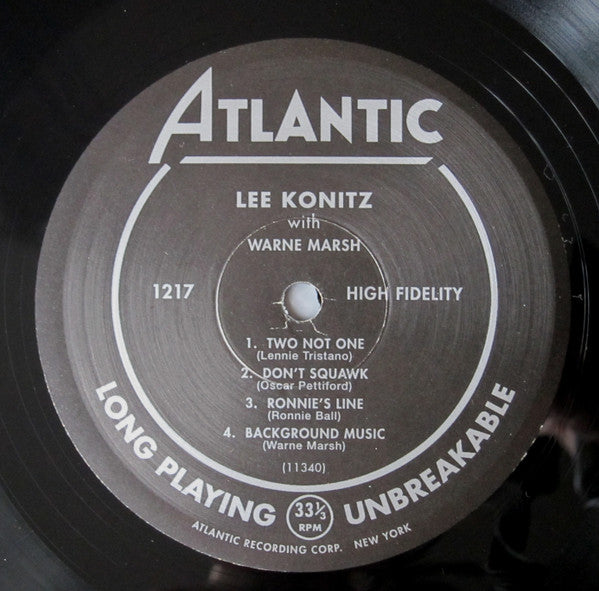 ATLANTIC
LEE KONITZ
with
WARNE MARSH
1217 HIGH FIDELITY
1. TWO NOT ONE
(Lennie Tristano)
2. DON'T SQUAWK
(Oscar Pettiford)
3. RONNIE'S LINE
(Ronnie Ball)
4. BACKGROUND MUSIC
(Warne Marsh)
(11340)
LONG PLAYING 33 1/3 RPM UNBREAKABLE
ATLANTIC RECORDING CORP. NEW YORK